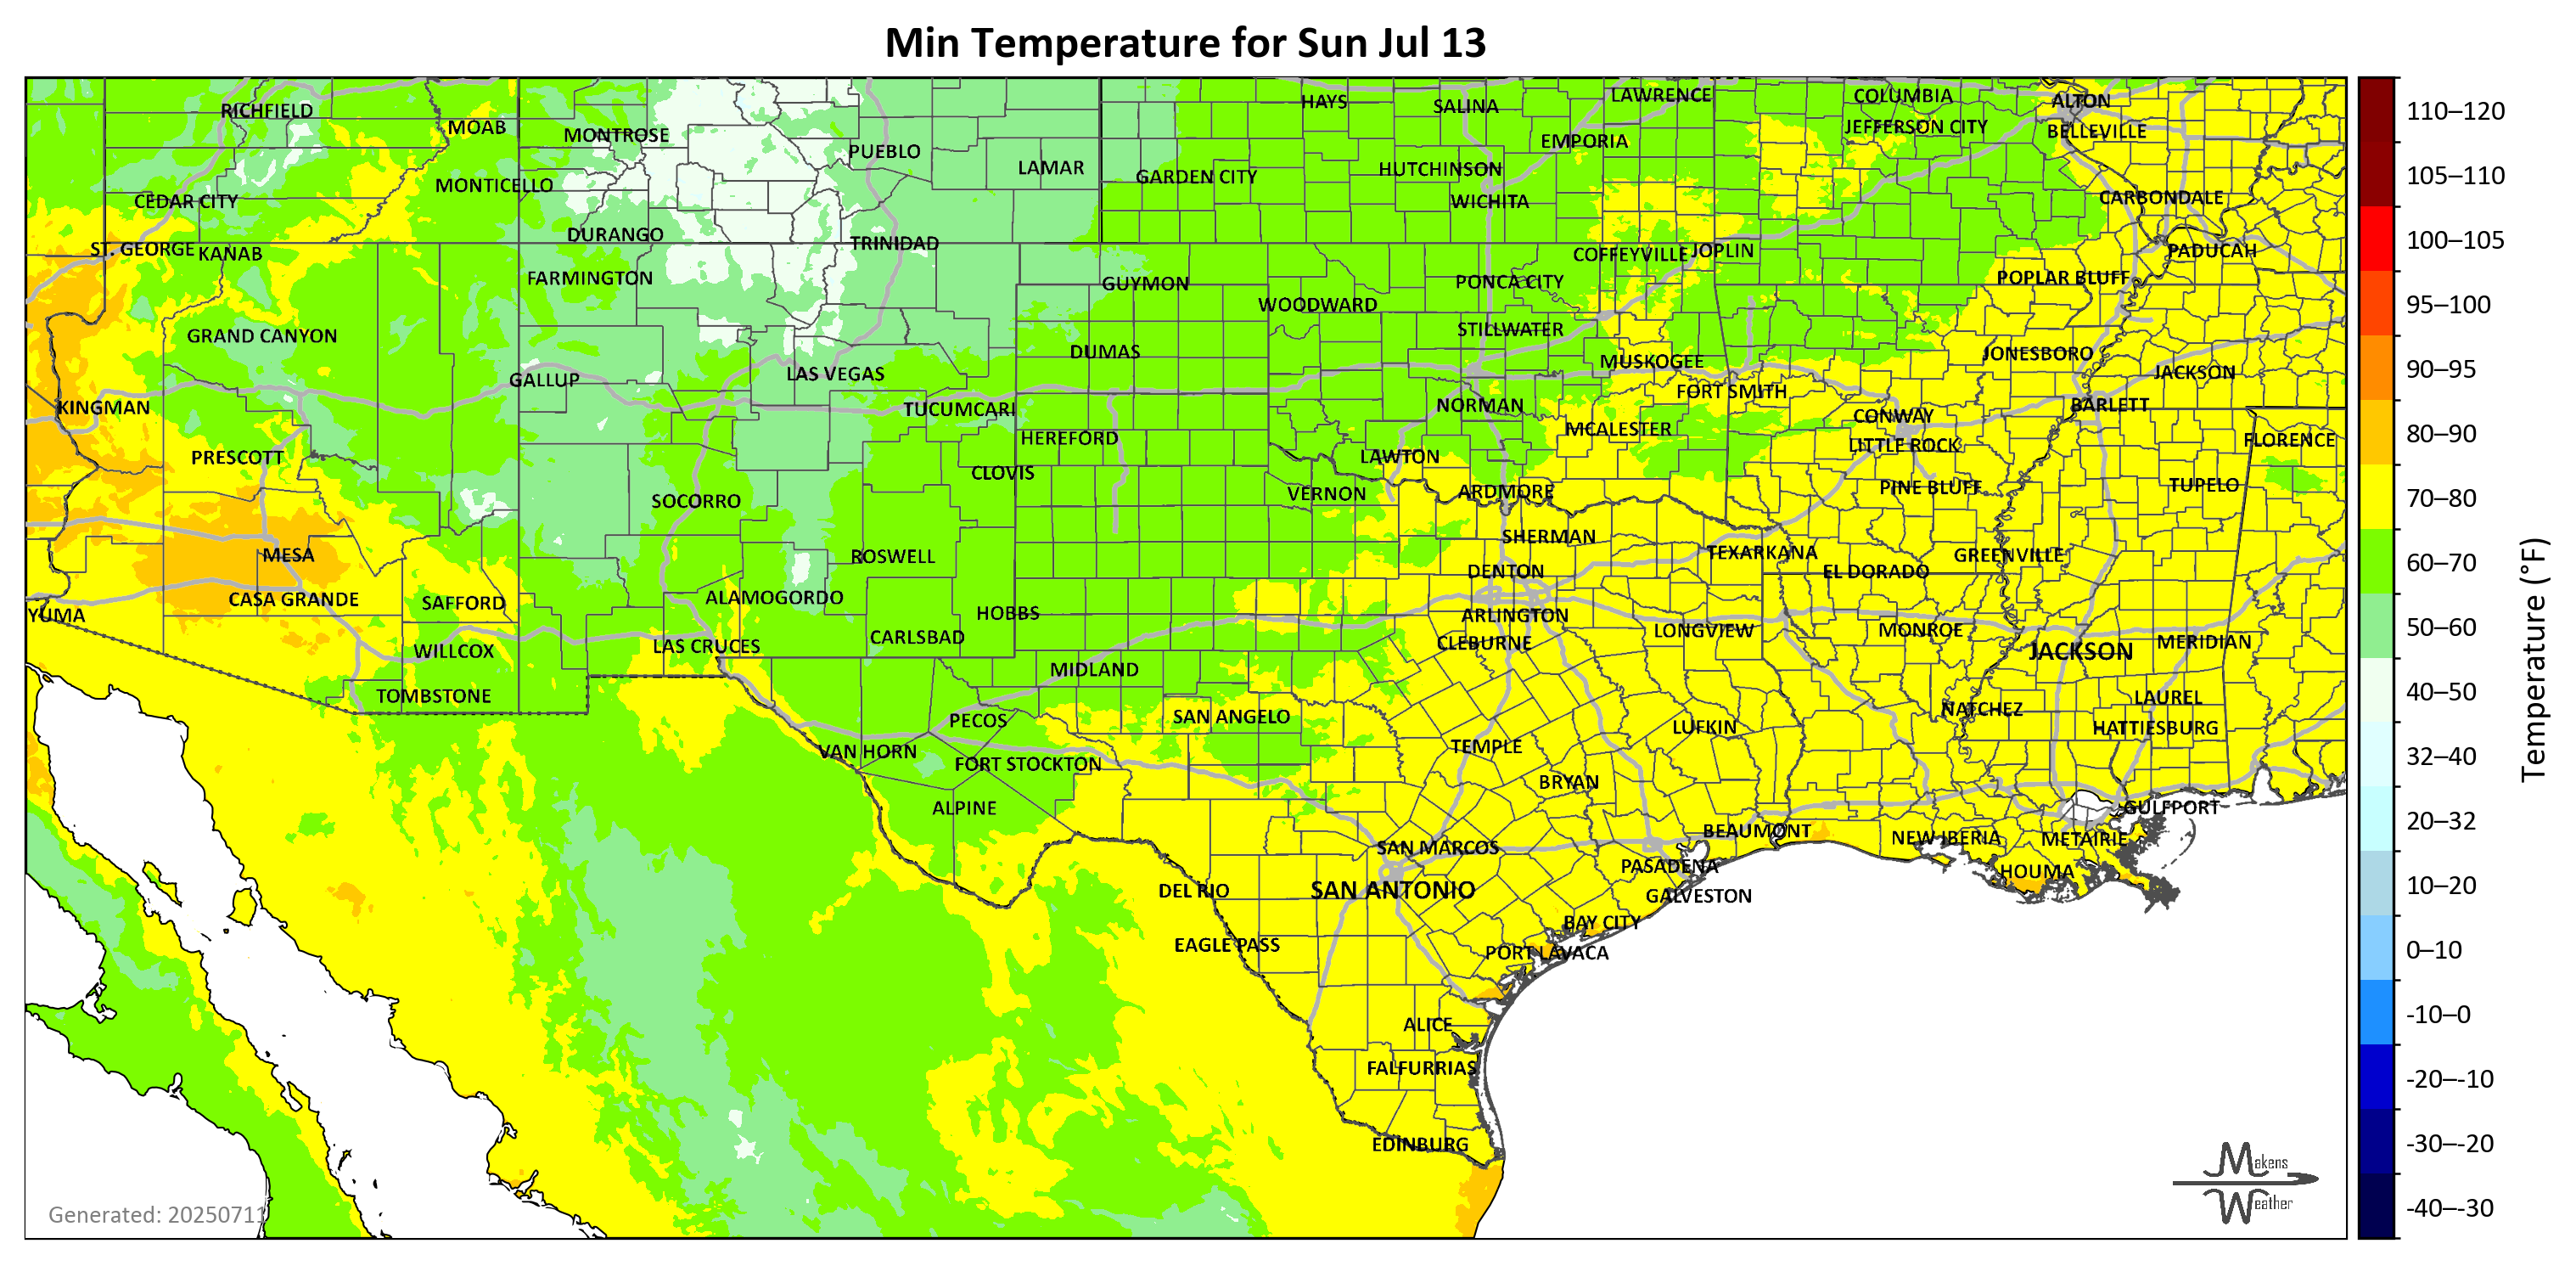 Min Temperature for Sun Jul 13
RICHFIELD
MOAB
MONTROSE
PUEBLO
LAMAR
GARDEN CITY
HAYS
SALINA
LAWRENCE
EMPORIA
HUTCHINSON
WICHITA
COLUMBIA
JEFFERSON CITY
ALTON
BELLEVILLE
CARBONDALE
MONTICELLO
CEDAR CITY
DURANGO
TRINIDAD
ST. GEORGE
KANAB
FARMINGTON
GUYMON
WOODWARD
PONCA CITY
COFFEYVILLE
JOPLIN
POPLAR BLUFF
PADUCAH
GRAND CANYON
GALLUP
LAS VEGAS
DUMAS
STILLWATER
MUSKOGEE
FORT SMITH
JONESBORO
JACKSON
KINGMAN
TUCUMCARI
HEREFORD
NORMAN
MCALESTER
CONWAY
LITTLE ROCK
BARLETT
FLORENCE
PRESCOTT
SOCORRO
CLOVIS
VERNON
LAWTON
ARDMORE
PINE BLUFF
TUPELO
MESA
ROSWELL
SHERMAN
TEXARKANA
GREENVILLE
DENTON
EL DORADO
YUMA
CASA GRANDE
SAFFORD
ALAMOGORDO
HOBBS
ARLINGTON
CLEBURNE
LONGVIEW
MONROE
JACKSON
MERIDIAN
WILLCOX
LAS CRUCES
CARLSBAD
MIDLAND
TOMBSTONE
PECOS
SAN ANGELO
LUFKIN
NATCHEZ
LAUREL
HATTIESBURG
VAN HORN
FORT STOCKTON
TEMPLE
BRYAN
ALPINE
GULFPORT
BEAUMONT
NEW IBERIA
METAIRIE
SAN MARCOS
PASADENA
HOUMA
DEL RIO
SAN ANTONIO
GALVESTON
EAGLE PASS
BAY CITY
PORT LAVACA
ALICE
FALFURRIAS
EDINBURG
Generated: 20250711
Makens
Weather
110–120
105–110
100–105
95–100
90–95
80–90
70–80
60–70
50–60
40–50
32–40
20–32
10–20
0–10
-10–0
-20–-10
-30–-20
-40–-30
Temperature (°F)